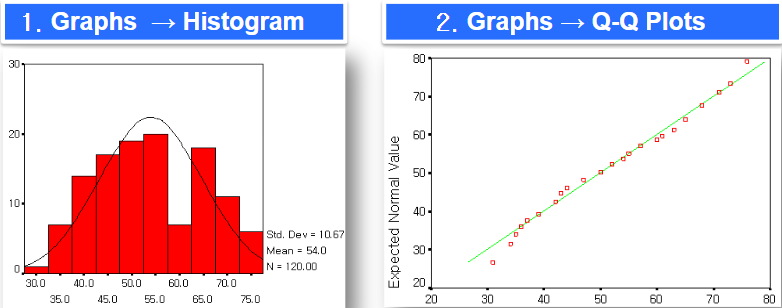 1. Graphs → Histogram
30
20
10
0
30.0 40.0 50.0 60.0 70.0
35.0 45.0 55.0 65.0 75.0
Std. Dev = 10.67
Mean = 54.0
N = 120.00
2. Graphs → Q-Q Plots
Expected Normal Value
80
70
60
50
40
30
20
20 30 40 50 60 70 80